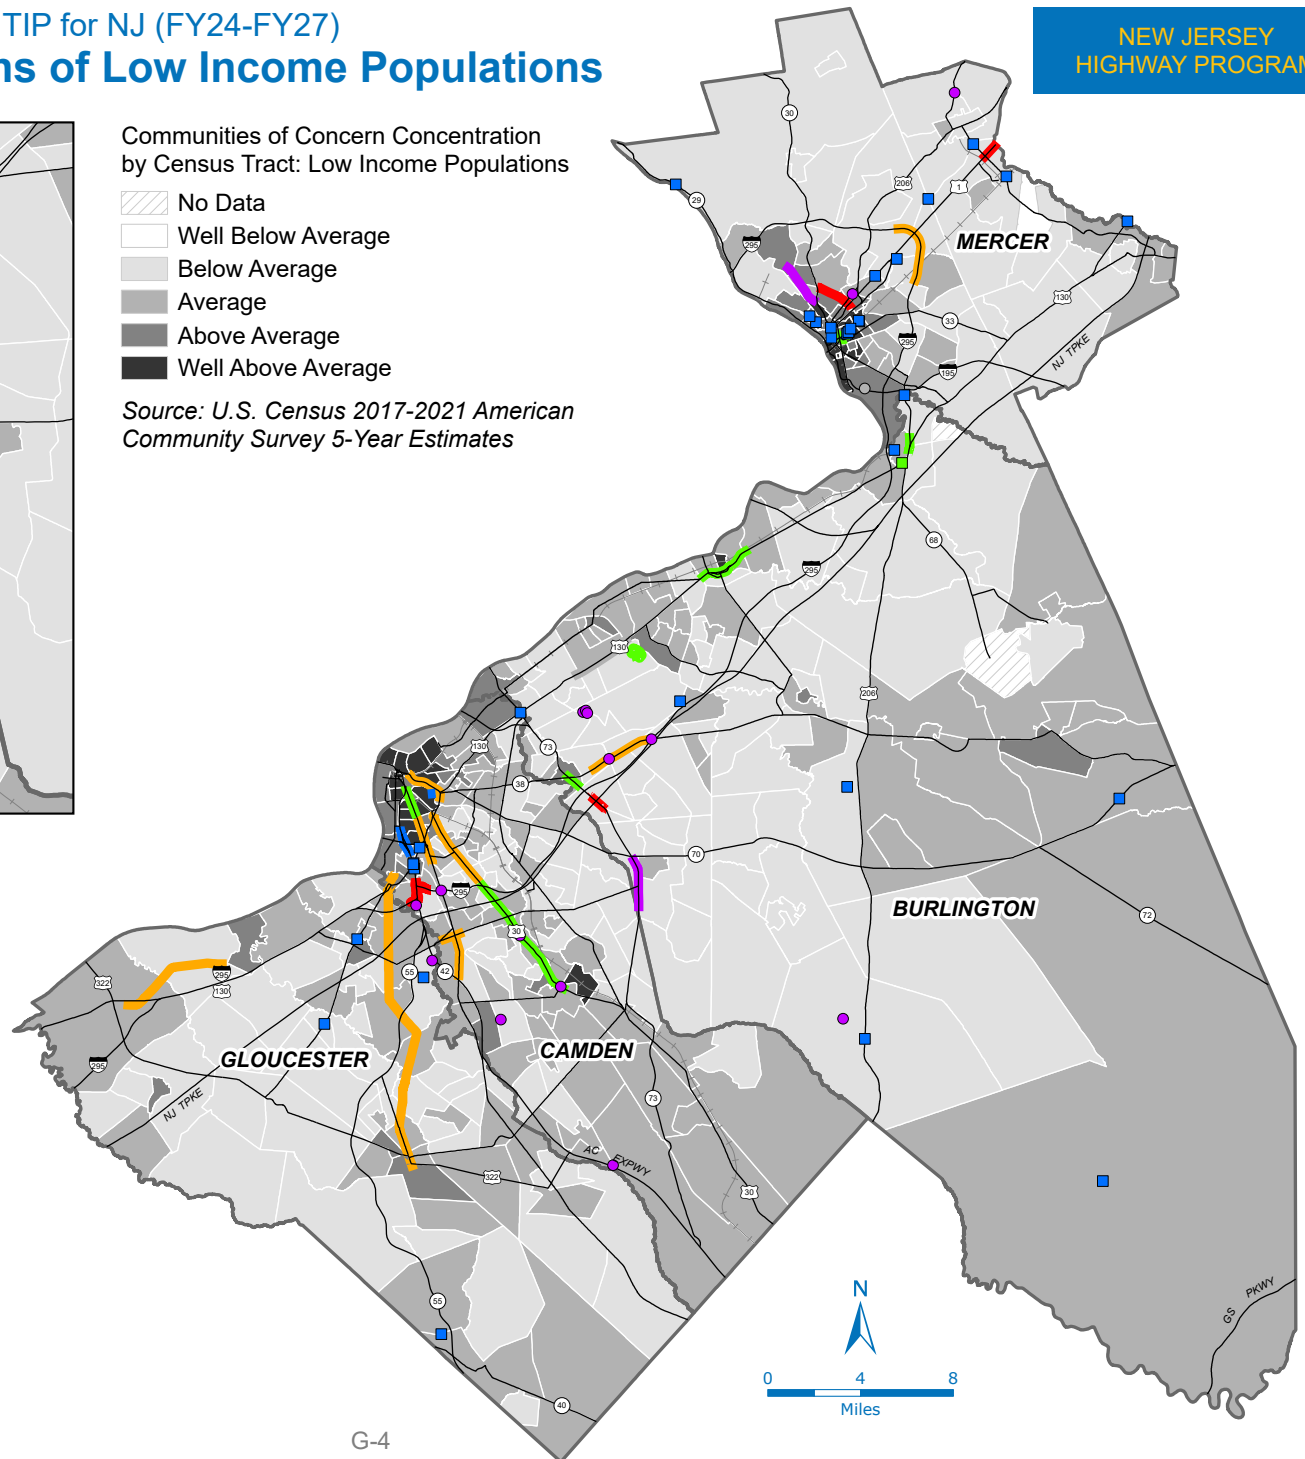 TIP for NJ (FY24-FY27)
ns of Low Income Populations
NEW JERSEY
HIGHWAY PROGRAM
Communities of Concern Concentration
by Census Tract: Low Income Populations
No Data
Well Below Average
Below Average
Average
Above Average
Well Above Average
Source: U.S. Census 2017-2021 American
Community Survey 5-Year Estimates
30
206
1
29
295
MERCER
130
33
295
195
NJ TPKE
68
295
130
206
130
73
38
70
295
BURLINGTON
72
30
322
295
130
55
42
GLOUCESTER
CAMDEN
295
NJ TPKE
73
AC EXPWY
322
30
55
GS PKWY
40
N
0 4 8
Miles
G-4